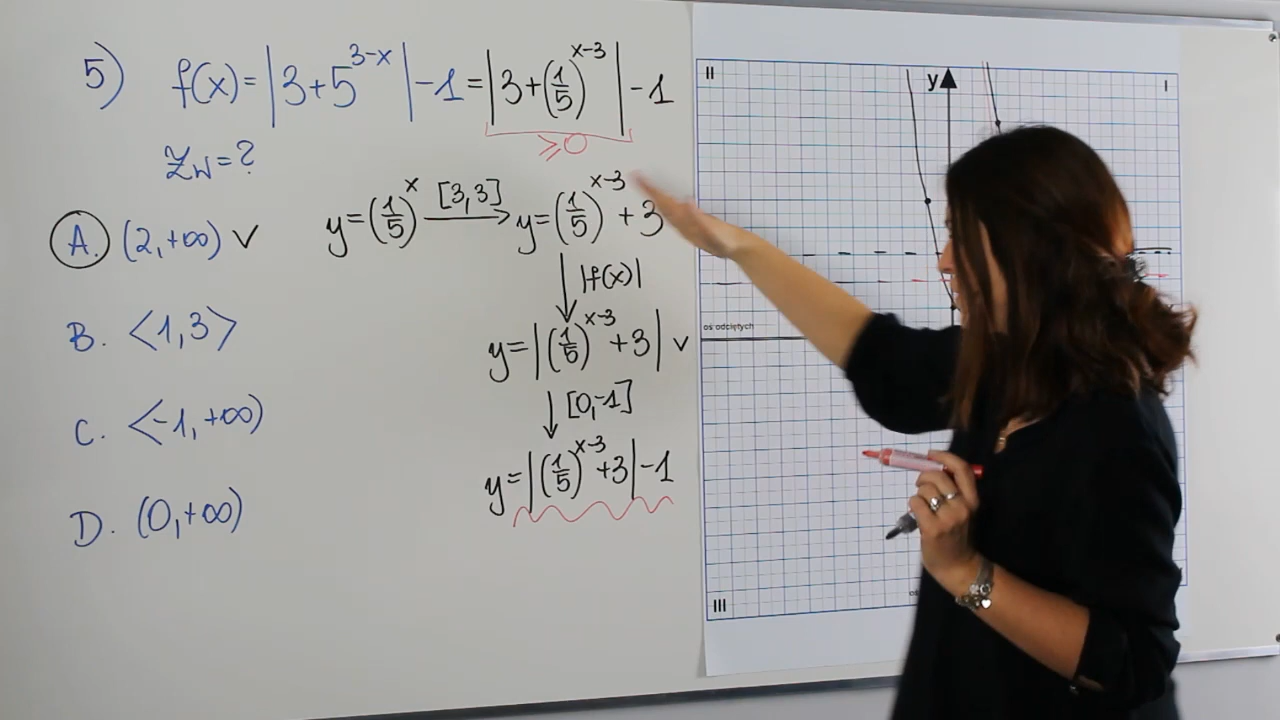 5) f(x)=|3+5^(3-x)|-1=|3+(1/5)^(x-3)|-1
≥0
Zw=?
A. (2,+∞) ∨
B. <1,3>
C. <-1,+∞)
D. (0,+∞)
y=(1/5)^x [3,3] → y=(1/5)^(x-3)+3
↓ |f(x)|
y=|(1/5)^(x-3)+3| ∨
↓ [0,-1]
y=|(1/5)^(x-3)+3|-1
II
y
I
oś odciętych
III